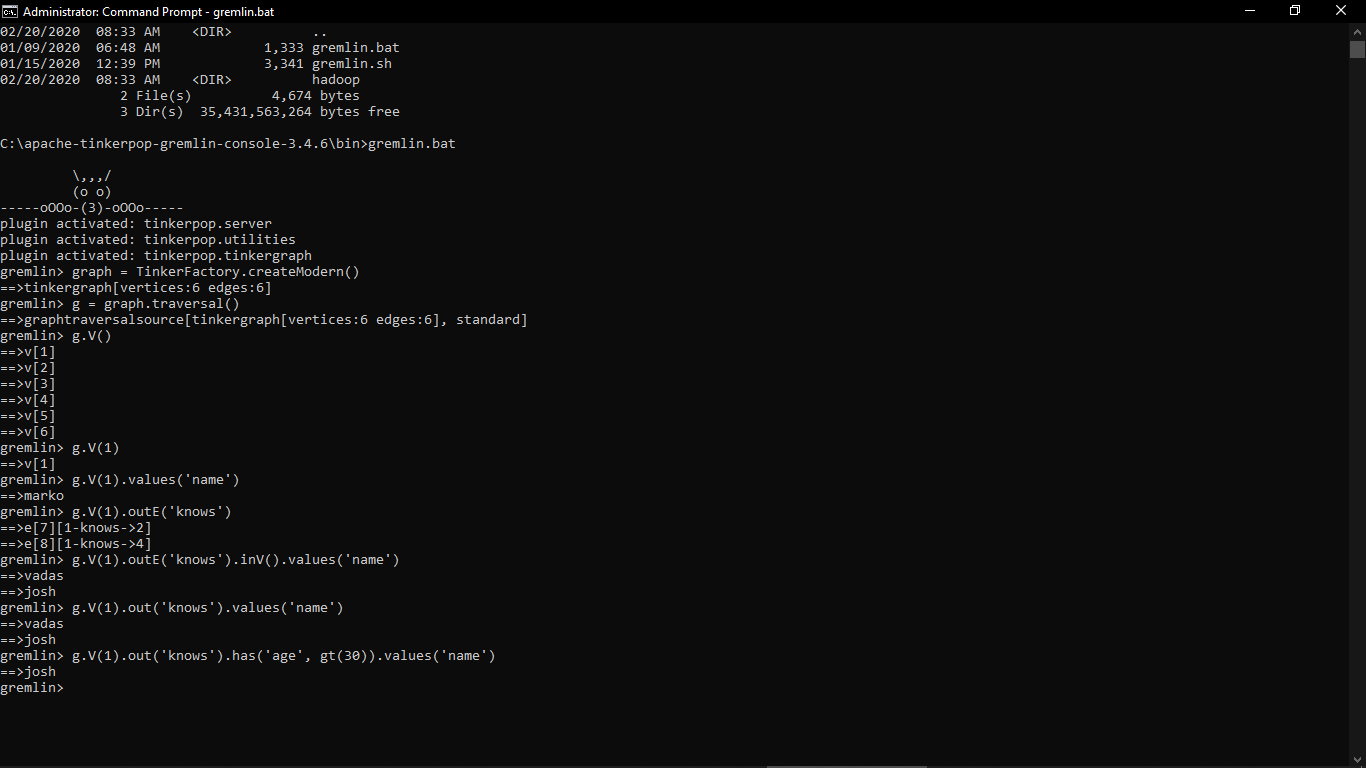 Administrator: Command Prompt - gremlin.bat
02/20/2020  08:33 AM    <DIR>          ..
01/09/2020  06:48 AM             1,333 gremlin.bat
01/15/2020  12:39 PM             3,341 gremlin.sh
02/20/2020  08:33 AM    <DIR>          hadoop
               2 File(s)          4,674 bytes
               3 Dir(s)  35,431,563,264 bytes free
C:\apache-tinkerpop-gremlin-console-3.4.6\bin>gremlin.bat
         \,,,/
         (o o)
-----oOOo-(3)-oOOo-----
plugin activated: tinkerpop.server
plugin activated: tinkerpop.utilities
plugin activated: tinkerpop.tinkergraph
gremlin> graph = TinkerFactory.createModern()
==>tinkergraph[vertices:6 edges:6]
gremlin> g = graph.traversal()
==>graphtraversalsource[tinkergraph[vertices:6 edges:6], standard]
gremlin> g.V()
==>v[1]
==>v[2]
==>v[3]
==>v[4]
==>v[5]
==>v[6]
gremlin> g.V(1)
==>v[1]
gremlin> g.V(1).values('name')
==>marko
gremlin> g.V(1).outE('knows')
==>e[7][1-knows->2]
==>e[8][1-knows->4]
gremlin> g.V(1).outE('knows').inV().values('name')
==>vadas
==>josh
gremlin> g.V(1).out('knows').values('name')
==>vadas
==>josh
gremlin> g.V(1).out('knows').has('age', gt(30)).values('name')
==>josh
gremlin>